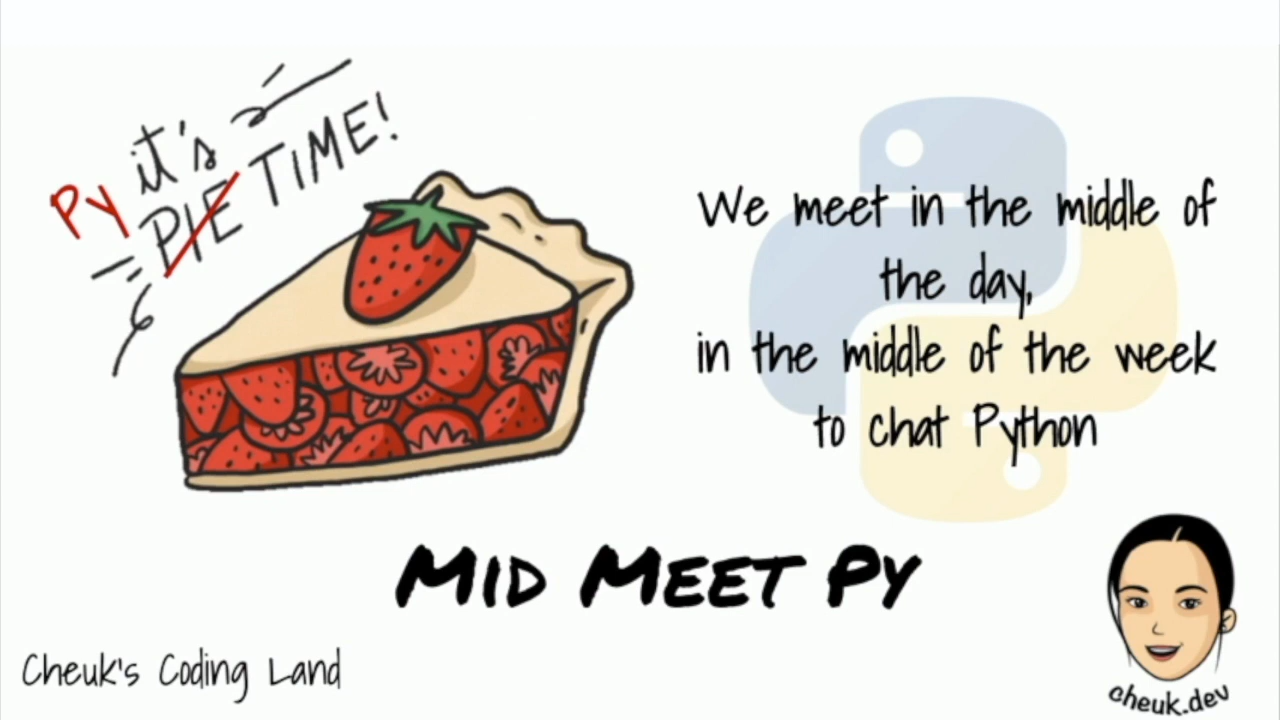 it's
Py
PIE TIME!
We meet in the middle of
the day,
in the middle of the week
to chat Python
Mid Meet Py
Cheuk's Coding Land
cheuk.dev